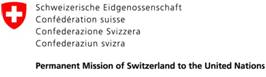 Schweizerische Eidgenossenschaft
Confédération suisse
Confederazione Svizzera
Confederaziun svizra
Permanent Mission of Switzerland to the United Nations